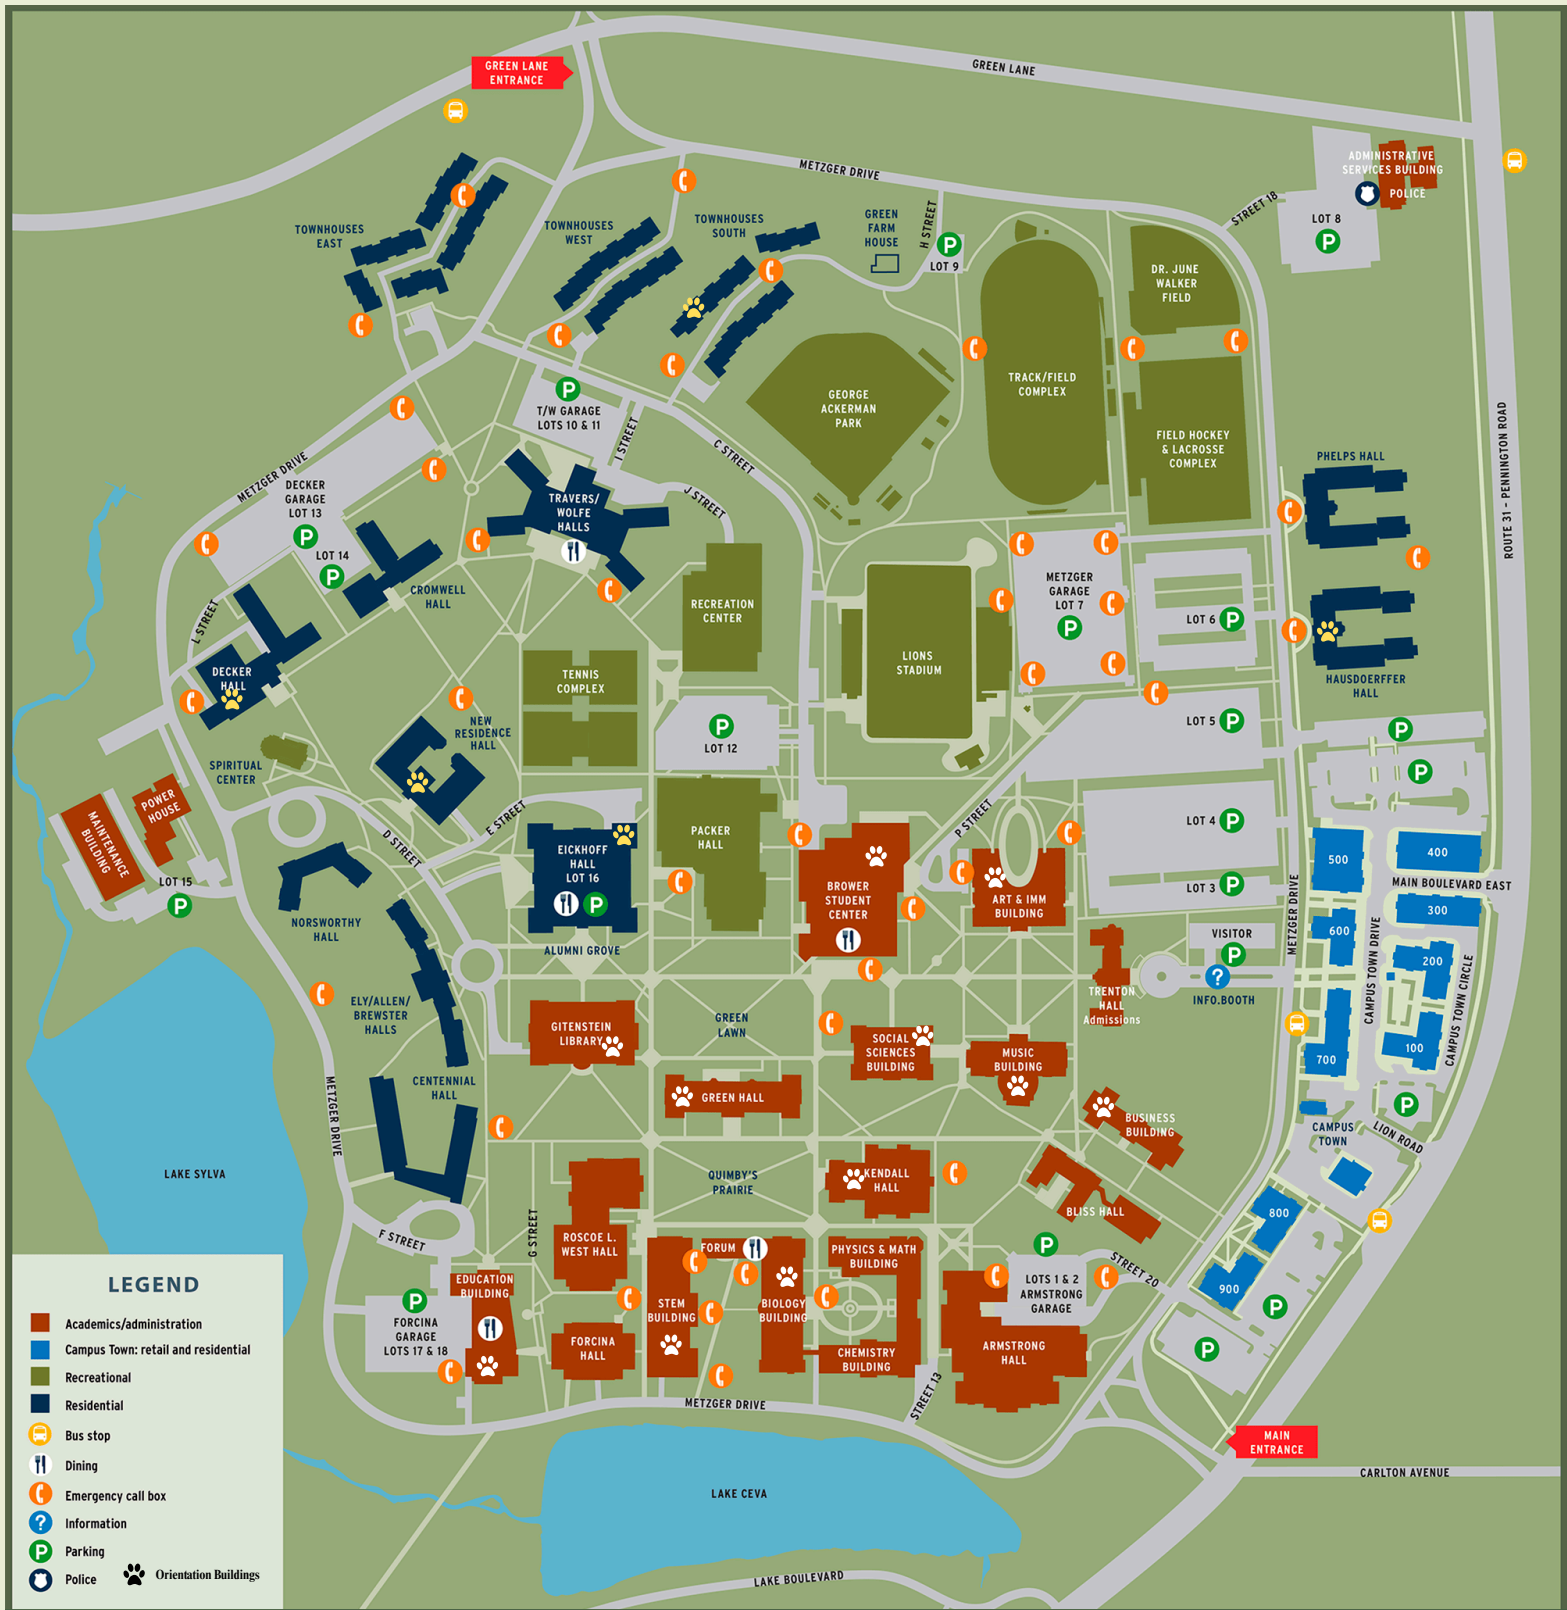 GREEN LANE
ENTRANCE
GREEN LANE
METZGER DRIVE
ADMINISTRATIVE
SERVICES BUILDING
POLICE
STREET 18
LOT 8
P
TOWNHOUSES
EAST
TOWNHOUSES
WEST
TOWNHOUSES
SOUTH
GREEN
FARM
HOUSE
H STREET
P
LOT 9
DR. JUNE
WALKER
FIELD
TRACK/FIELD
COMPLEX
GEORGE
ACKERMAN
PARK
FIELD HOCKEY
& LACROSSE
COMPLEX
P
T/W GARAGE
LOTS 10 & 11
I STREET
C STREET
J STREET
METZGER DRIVE
DECKER
GARAGE
LOT 13
P
LOT 14
P
TRAVERS/
WOLFE
HALLS
PHELPS HALL
ROUTE 31 - PENNINGTON ROAD
CROMWELL
HALL
L STREET
RECREATION
CENTER
METZGER
GARAGE
LOT 7
P
LOT 6 P
LIONS
STADIUM
HAUSDOERFFER
HALL
DECKER
HALL
TENNIS
COMPLEX
NEW
RESIDENCE
HALL
P
LOT 12
LOT 5 P
P
P
SPIRITUAL
CENTER
POWER
HOUSE
MAINTENANCE
BUILDING
LOT 15
P
D STREET
E STREET
EICKHOFF
HALL
LOT 16
P
PACKER
HALL
P STREET
LOT 4 P
LOT 3 P
BROWER
STUDENT
CENTER
ART & IMM
BUILDING
500
400
MAIN BOULEVARD EAST
300
600
200
METZGER DRIVE
CAMPUS TOWN DRIVE
CAMPUS TOWN CIRCLE
NORSWORTHY
HALL
ALUMNI GROVE
VISITOR
P
INFO.BOOTH
TRENTON
HALL
Admissions
ELY/ALLEN/
BREWSTER
HALLS
GITENSTEIN
LIBRARY
GREEN
LAWN
SOCIAL
SCIENCES
BUILDING
MUSIC
BUILDING
700
100
P
CENTENNIAL
HALL
GREEN HALL
BUSINESS
BUILDING
CAMPUS
TOWN
LION ROAD
METZGER DRIVE
LAKE SYLVA
QUIMBY'S
PRAIRIE
KENDALL
HALL
BLISS HALL
800
900
P
P
F STREET
G STREET
ROSCOE L.
WEST HALL
FORUM
PHYSICS & MATH
BUILDING
P
LOTS 1 & 2
ARMSTRONG
GARAGE
STREET 20
EDUCATION
BUILDING
P
FORCINA
GARAGE
LOTS 17 & 18
STEM
BUILDING
BIOLOGY
BUILDING
FORCINA
HALL
CHEMISTRY
BUILDING
ARMSTRONG
HALL
STREET 13
METZGER DRIVE
MAIN
ENTRANCE
CARLTON AVENUE
LAKE CEVA
LAKE BOULEVARD
LEGEND
Academics/administration
Campus Town: retail and residential
Recreational
Residential
Bus stop
Dining
Emergency call box
? Information
P Parking
Police
Orientation Buildings